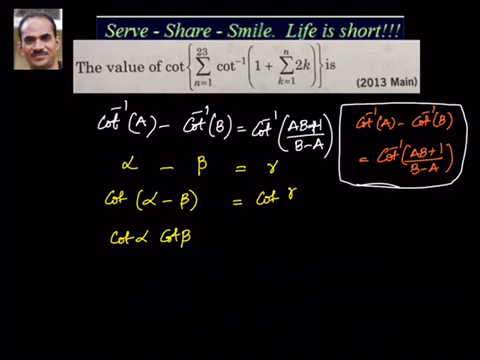 Serve - Share - Smile. Life is short!!!
The value of cot{∑_{n=1}^{23} cot⁻¹(1 + ∑_{k=1}^{n} 2k)} is
(2013 Main)
Cot⁻¹(A) - Cot⁻¹(B) = Cot⁻¹((AB+1)/(B-A))
α - β = γ
Cot (α - β) = Cot γ
Cot α Cot β
Cot⁻¹(A) - Cot⁻¹(B)
= Cot⁻¹((AB+1)/(B-A))